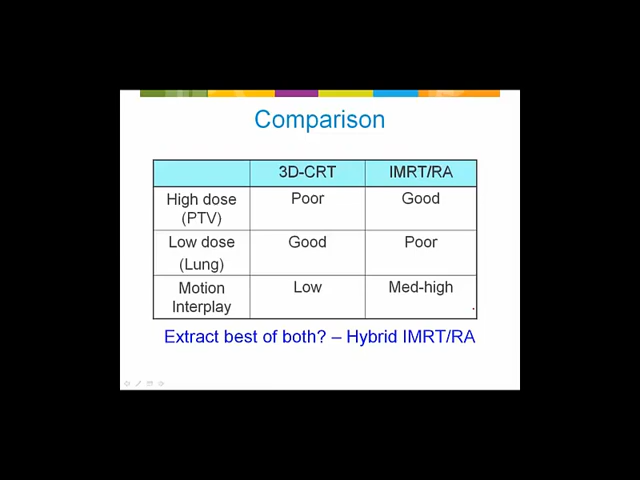 Comparison
3D-CRT IMRT/RA
High dose (PTV) Poor Good
Low dose (Lung) Good Poor
Motion Interplay Low Med-high
Extract best of both? – Hybrid IMRT/RA